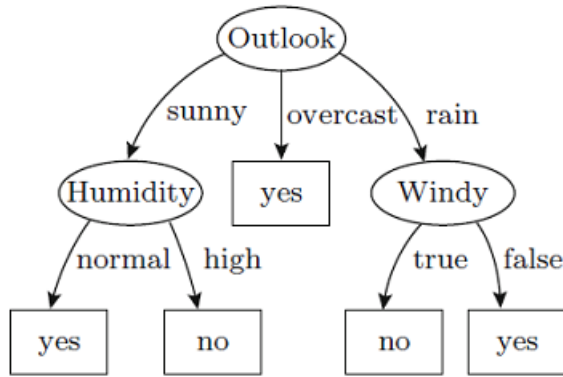 Outlook
sunny overcast rain
Humidity yes Windy
normal high true false
yes no no yes